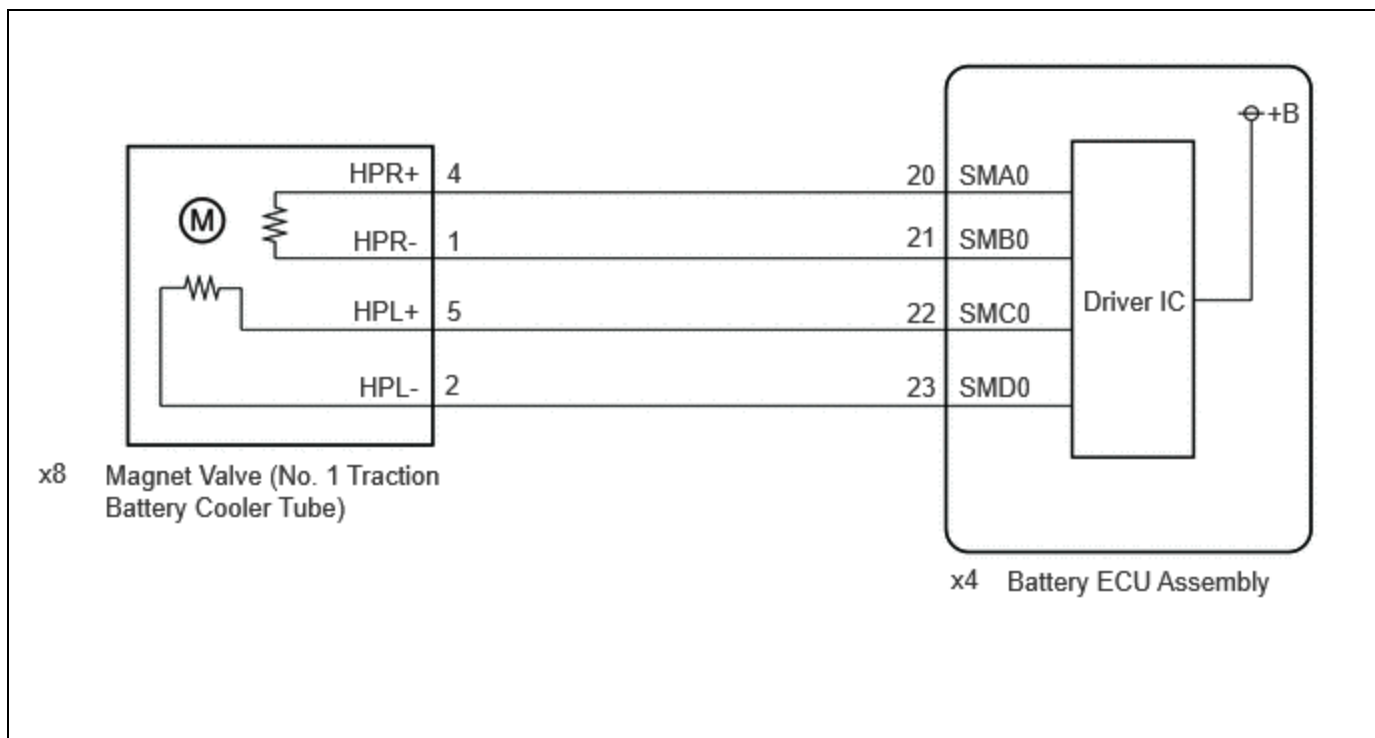 +B
HPR+ 4 20 SMA0
M
HPR- 1 21 SMB0
HPL+ 5 22 SMC0
Driver IC
HPL- 2 23 SMD0
x8 Magnet Valve (No. 1 Traction
Battery Cooler Tube)
x4 Battery ECU Assembly